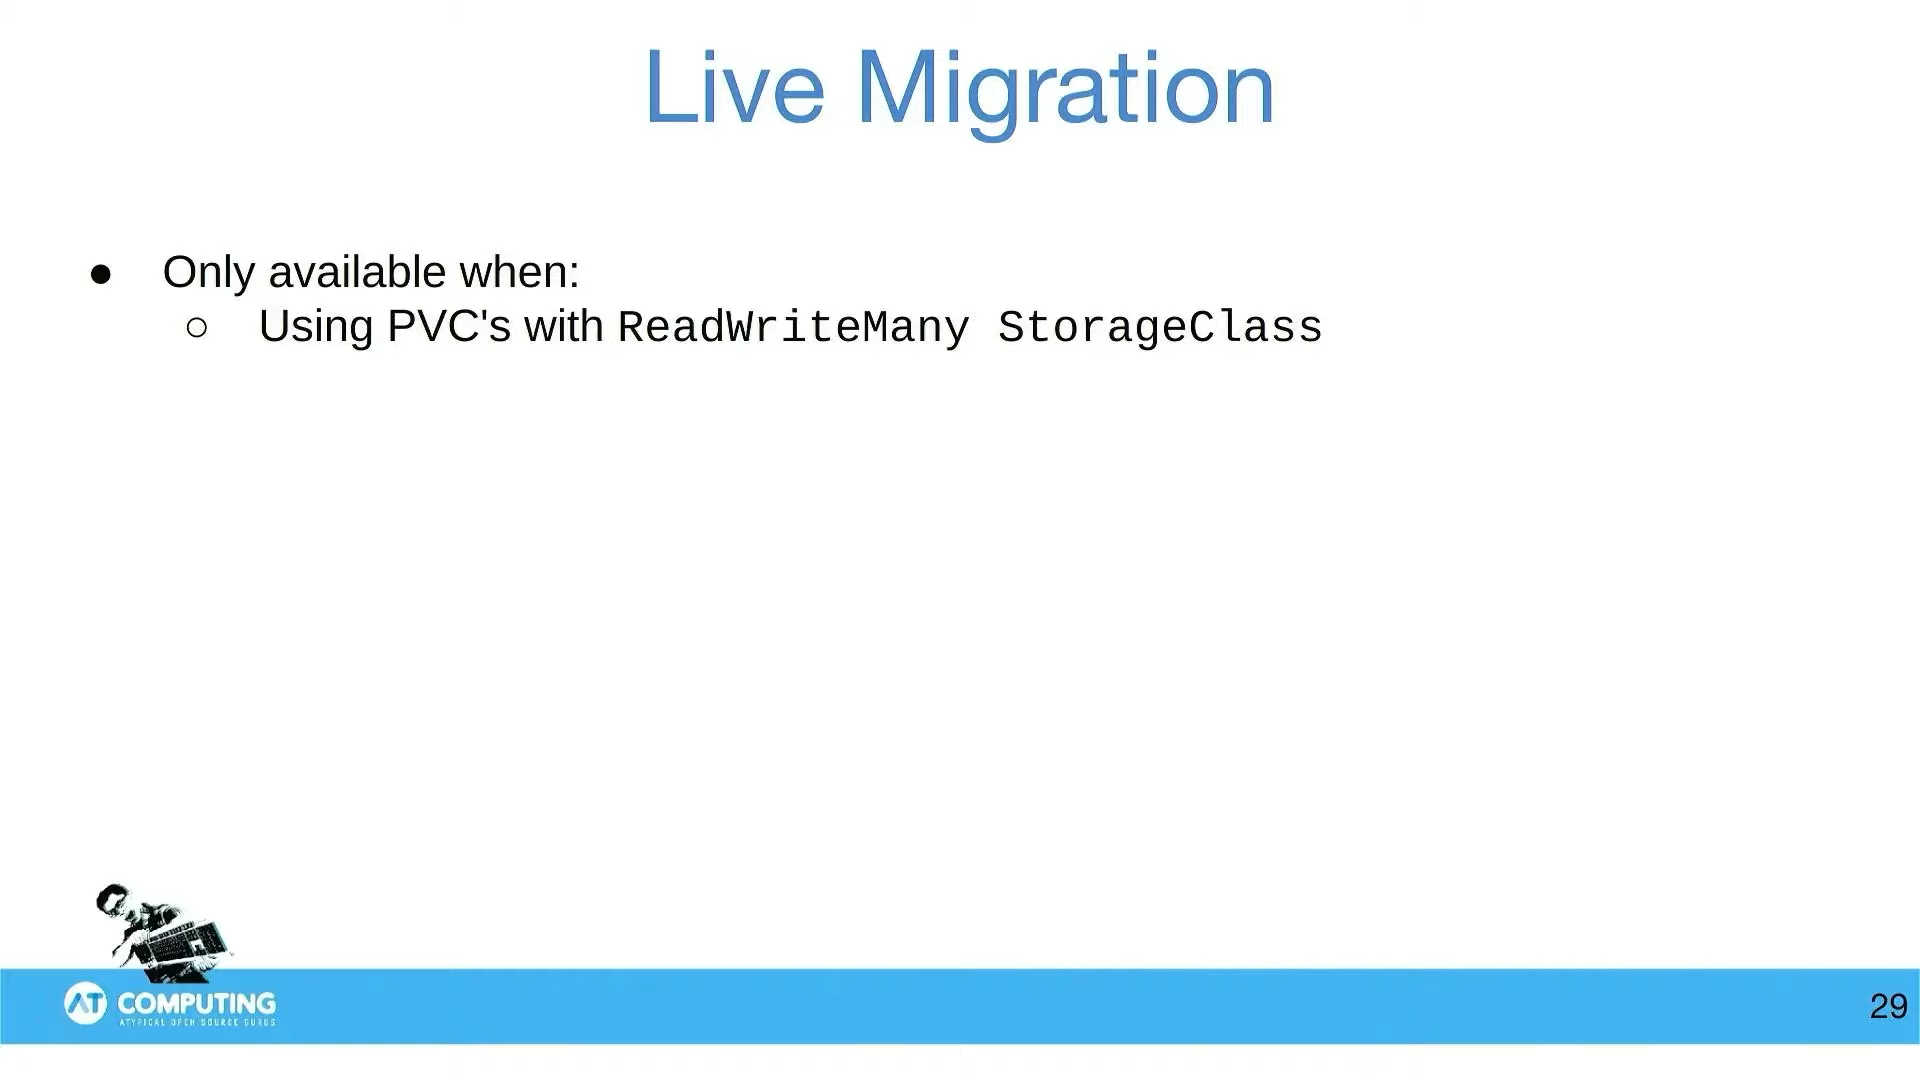 Live Migration
● Only available when:
○ Using PVC's with ReadWriteMany StorageClass
AT COMPUTING
ATYPICAL OPEN SOURCE GURUS
29